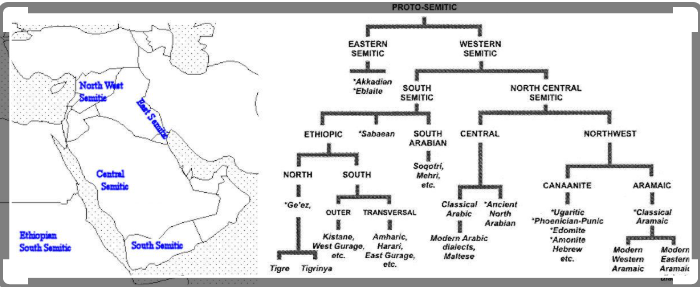 North West
Semitic
East Semitic
Central
Semitic
Ethiopian
South Semitic
South Semitic
PROTO-SEMITIC
EASTERN
SEMITIC
WESTERN
SEMITIC
*Akkadian
*Eblaite
SOUTH
SEMITIC
NORTH CENTRAL
SEMITIC
ETHIOPIC
*Sabaean
SOUTH
ARABIAN
CENTRAL
NORTHWEST
Soqotri,
Mehri,
etc.
NORTH
SOUTH
CANAANITE
ARAMAIC
*Ge'ez,
OUTER
TRANSVERSAL
Classical
Arabic
*Ancient
North
Arabian
*Ugaritic
*Phoenician-Punic
*Edomite
*Amonite
Hebrew
etc.
*Classical
Aramaic
Kistane,
West Gurage,
etc.
Amharic,
Harari,
East Gurage,
etc.
Modern Arabic
dialects,
Maltese
Modern
Western
Aramaic
Modern
Eastern
Aramaic
Tigre
Tigrinya